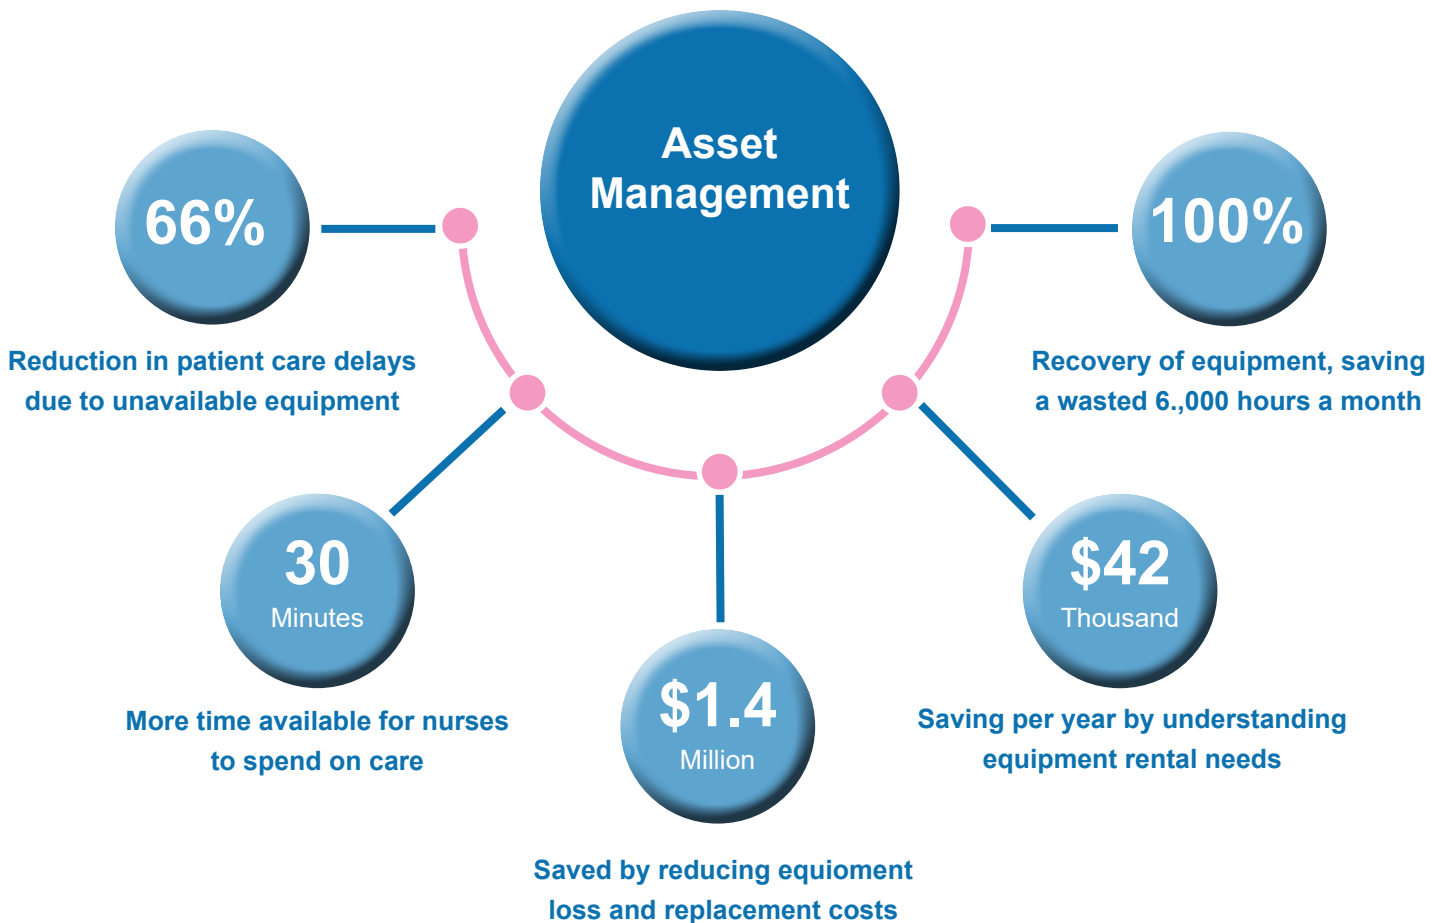 Asset
Management
66%
Reduction in patient care delays
due to unavailable equipment
30
Minutes
More time available for nurses
to spend on care
$1.4
Million
Saved by reducing equioment
loss and replacement costs
$42
Thousand
Saving per year by understanding
equipment rental needs
100%
Recovery of equipment, saving
a wasted 6.,000 hours a month